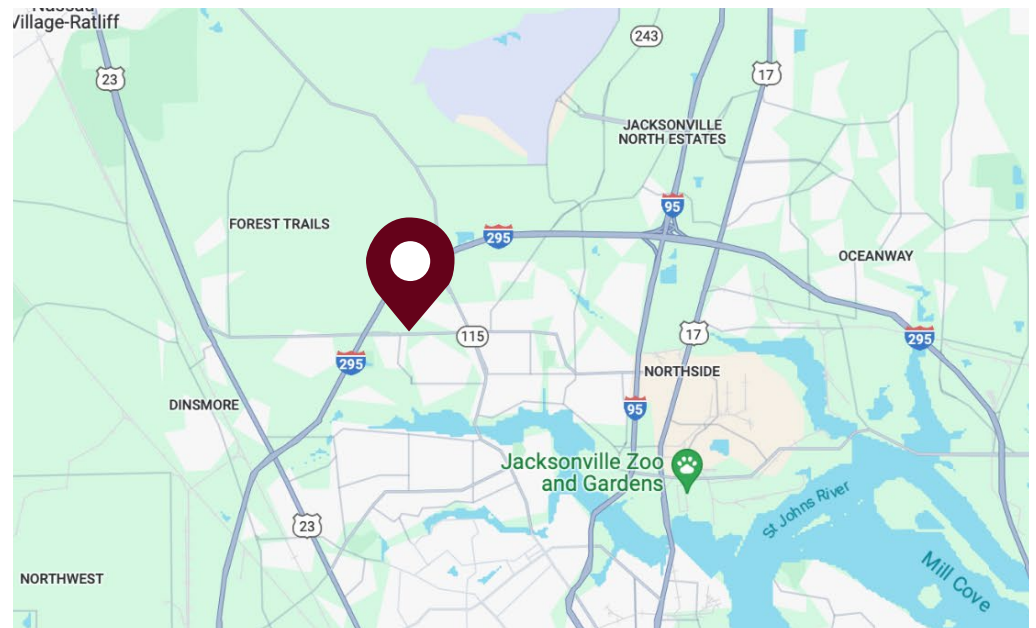 Nassau
Village-Ratliff
23
243
17
JACKSONVILLE
NORTH ESTATES
95
FOREST TRAILS
295
OCEANWAY
115
17
295
295
NORTHSIDE
DINSMORE
95
Jacksonville Zoo
and Gardens
St Johns River
23
Mill Cove
NORTHWEST